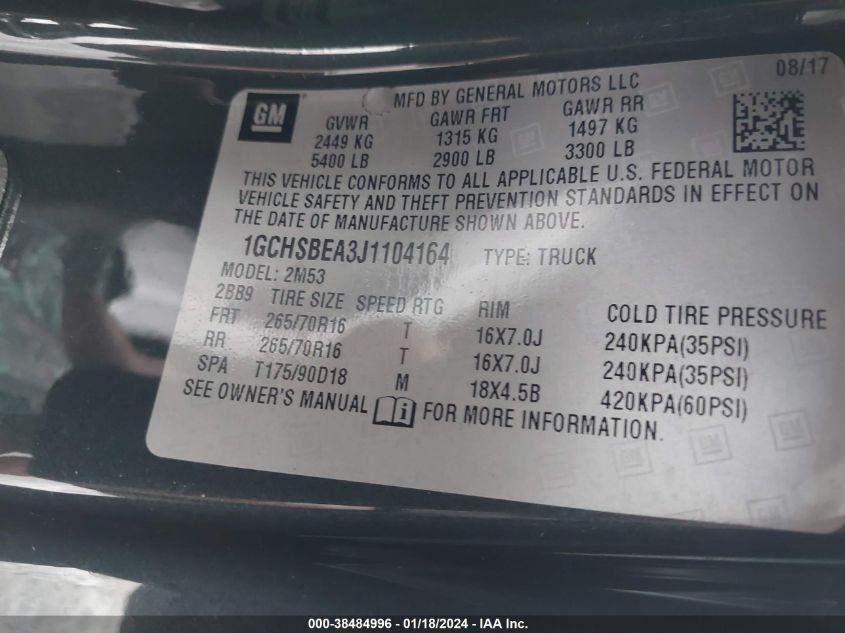 08/17
GM
MFD BY GENERAL MOTORS LLC
GVWR GAWR FRT GAWR RR
2449 KG 1315 KG 1497 KG
5400 LB 2900 LB 3300 LB
THIS VEHICLE CONFORMS TO ALL APPLICABLE U.S. FEDERAL MOTOR
VEHICLE SAFETY AND THEFT PREVENTION STANDARDS IN EFFECT ON
THE DATE OF MANUFACTURE SHOWN ABOVE.
1GCHSBEA3J1104164 TYPE: TRUCK
MODEL: 2M53
2BB9 TIRE SIZE SPEED RTG RIM COLD TIRE PRESSURE
FRT 265/70R16 T 16X7.0J 240KPA(35PSI)
RR 265/70R16 T 16X7.0J 240KPA(35PSI)
SPA T175/90D18 M 18X4.5B 420KPA(60PSI)
SEE OWNER'S MANUAL i FOR MORE INFORMATION.
000-38484996 - 01/18/2024 - IAA Inc.